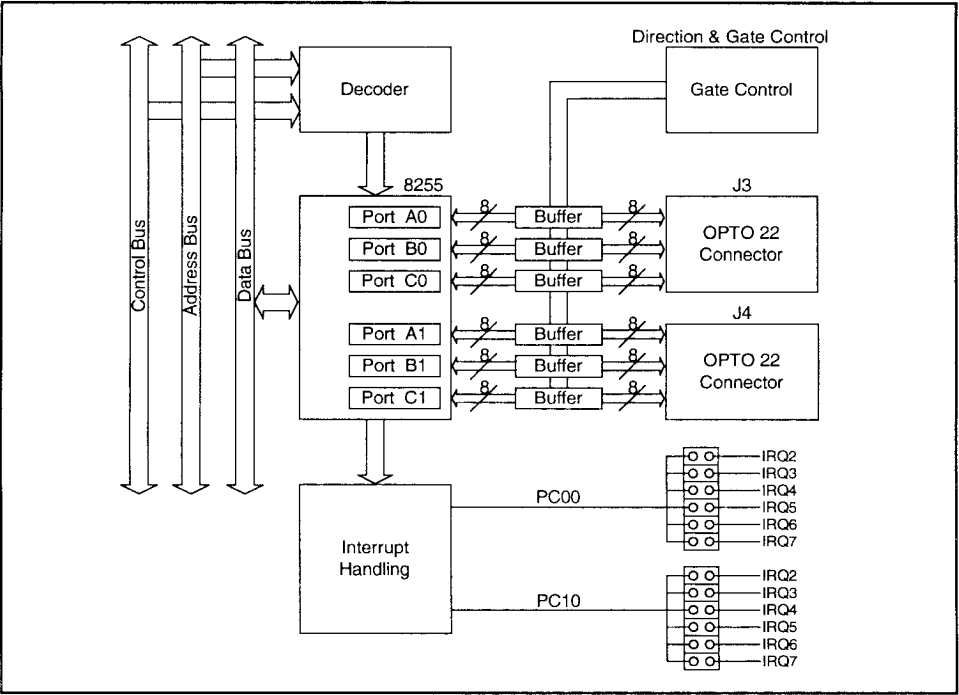 Direction & Gate Control
Decoder
Gate Control
Control Bus
Address Bus
Data Bus
8255
J3
Port A0
8
Buffer
8
OPTO 22
Connector
Port B0
8
Buffer
8
Port C0
8
Buffer
8
J4
Port A1
8
Buffer
8
OPTO 22
Connector
Port B1
8
Buffer
8
Port C1
8
Buffer
8
Interrupt
Handling
PC00
IRQ2
IRQ3
IRQ4
IRQ5
IRQ6
IRQ7
PC10
IRQ2
IRQ3
IRQ4
IRQ5
IRQ6
IRQ7